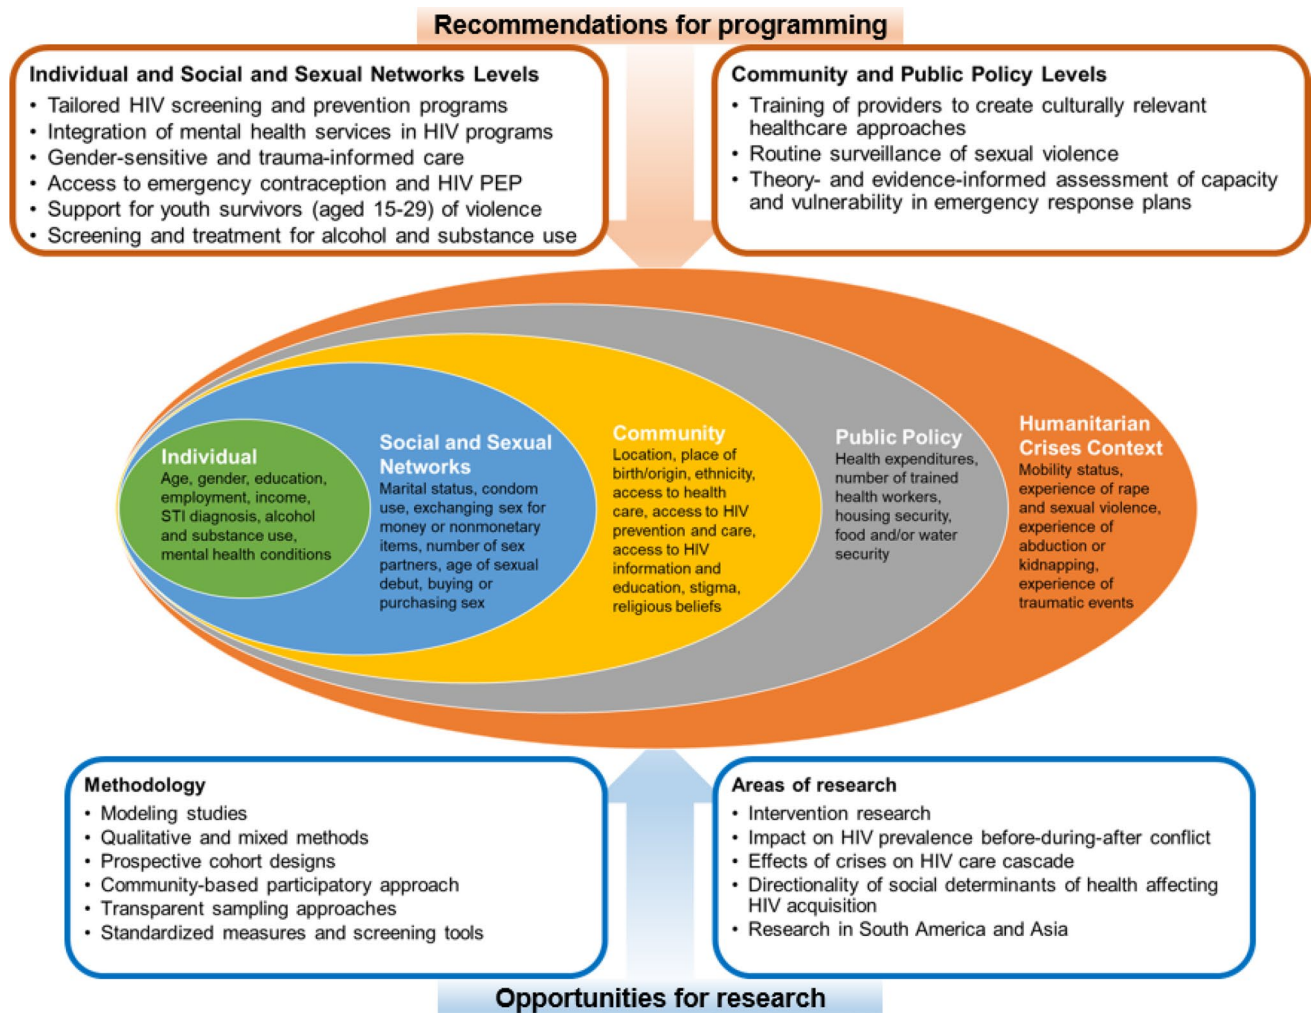 Recommendations for programming
Individual and Social and Sexual Networks Levels
• Tailored HIV screening and prevention programs
• Integration of mental health services in HIV programs
• Gender-sensitive and trauma-informed care
• Access to emergency contraception and HIV PEP
• Support for youth survivors (aged 15-29) of violence
• Screening and treatment for alcohol and substance use
Community and Public Policy Levels
• Training of providers to create culturally relevant
healthcare approaches
• Routine surveillance of sexual violence
• Theory- and evidence-informed assessment of capacity
and vulnerability in emergency response plans
Individual
Age, gender, education,
employment, income,
STI diagnosis, alcohol
and substance use,
mental health conditions
Social and Sexual
Networks
Marital status, condom
use, exchanging sex for
money or nonmonetary
items, number of sex
partners, age of sexual
debut, buying or
purchasing sex
Community
Location, place of
birth/origin, ethnicity,
access to health
care, access to HIV
prevention and care,
access to HIV
information and
education, stigma,
religious beliefs
Public Policy
Health expenditures,
number of trained
health workers,
housing security,
food and/or water
security
Humanitarian
Crises Context
Mobility status,
experience of rape
and sexual violence,
experience of
abduction or
kidnapping,
experience of
traumatic events
Methodology
• Modeling studies
• Qualitative and mixed methods
• Prospective cohort designs
• Community-based participatory approach
• Transparent sampling approaches
• Standardized measures and screening tools
Areas of research
• Intervention research
• Impact on HIV prevalence before-during-after conflict
• Effects of crises on HIV care cascade
• Directionality of social determinants of health affecting
HIV acquisition
• Research in South America and Asia
Opportunities for research